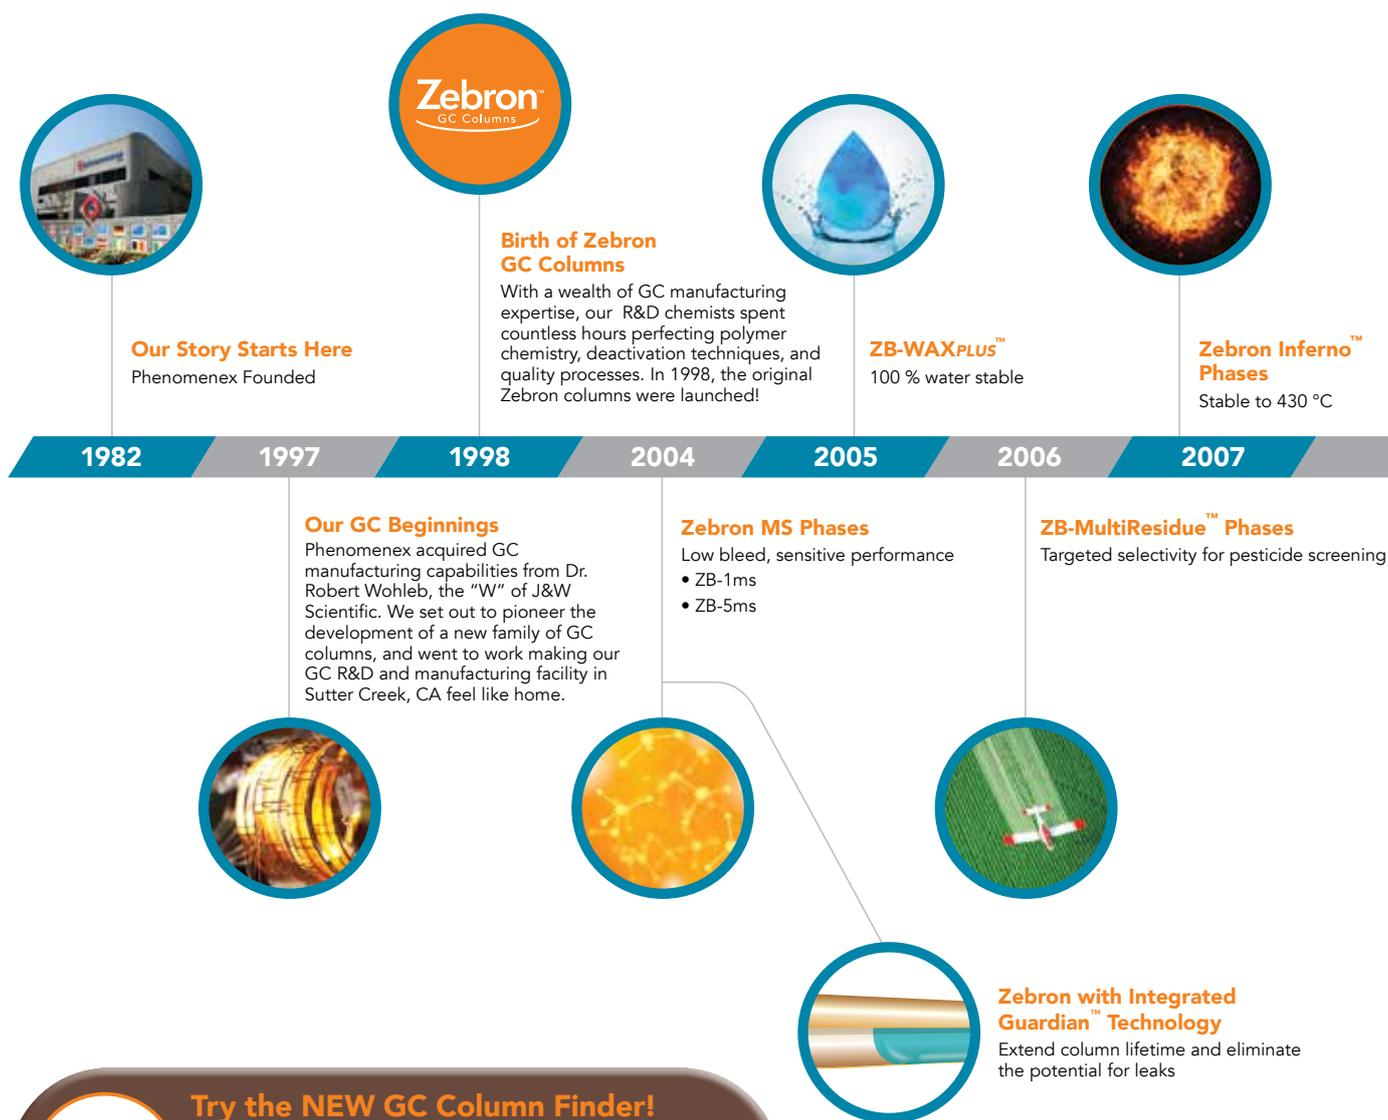 Zebron™
GC Columns
Birth of Zebron
GC Columns
With a wealth of GC manufacturing
expertise, our R&D chemists spent
countless hours perfecting polymer
chemistry, deactivation techniques, and
quality processes. In 1998, the original
Zebron columns were launched!
Our Story Starts Here
Phenomenex Founded
ZB-WAXPLUS™
100 % water stable
Zebron Inferno™
Phases
Stable to 430 °C
1982 1997 1998 2004 2005 2006 2007
Our GC Beginnings
Phenomenex acquired GC
manufacturing capabilities from Dr.
Robert Wohleb, the “W” of J&W
Scientific. We set out to pioneer the
development of a new family of GC
columns, and went to work making our
GC R&D and manufacturing facility in
Sutter Creek, CA feel like home.
Zebron MS Phases
Low bleed, sensitive performance
• ZB-1ms
• ZB-5ms
ZB-MultiResidue™ Phases
Targeted selectivity for pesticide screening
Zebron with Integrated
Guardian™ Technology
Extend column lifetime and eliminate
the potential for leaks
Try the NEW GC Column Finder!